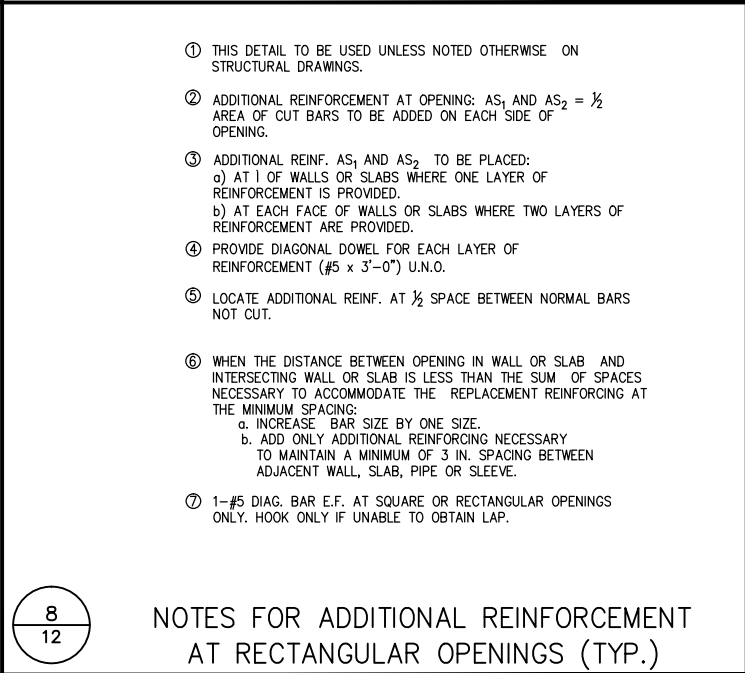 ① THIS DETAIL TO BE USED UNLESS NOTED OTHERWISE ON
STRUCTURAL DRAWINGS.
② ADDITIONAL REINFORCEMENT AT OPENING: AS₁ AND AS₂ = ½
AREA OF CUT BARS TO BE ADDED ON EACH SIDE OF
OPENING.
③ ADDITIONAL REINF. AS₁ AND AS₂ TO BE PLACED:
a) AT l OF WALLS OR SLABS WHERE ONE LAYER OF
REINFORCEMENT IS PROVIDED.
b) AT EACH FACE OF WALLS OR SLABS WHERE TWO LAYERS OF
REINFORCEMENT ARE PROVIDED.
④ PROVIDE DIAGONAL DOWEL FOR EACH LAYER OF
REINFORCEMENT (#5 x 3'-0") U.N.O.
⑤ LOCATE ADDITIONAL REINF. AT ½ SPACE BETWEEN NORMAL BARS
NOT CUT.
⑥ WHEN THE DISTANCE BETWEEN OPENING IN WALL OR SLAB AND
INTERSECTING WALL OR SLAB IS LESS THAN THE SUM OF SPACES
NECESSARY TO ACCOMMODATE THE REPLACEMENT REINFORCING AT
THE MINIMUM SPACING:
a. INCREASE BAR SIZE BY ONE SIZE.
b. ADD ONLY ADDITIONAL REINFORCING NECESSARY
TO MAINTAIN A MINIMUM OF 3 IN. SPACING BETWEEN
ADJACENT WALL, SLAB, PIPE OR SLEEVE.
⑦ 1-#5 DIAG. BAR E.F. AT SQUARE OR RECTANGULAR OPENINGS
ONLY. HOOK ONLY IF UNABLE TO OBTAIN LAP.
8
12
NOTES FOR ADDITIONAL REINFORCEMENT
AT RECTANGULAR OPENINGS (TYP.)